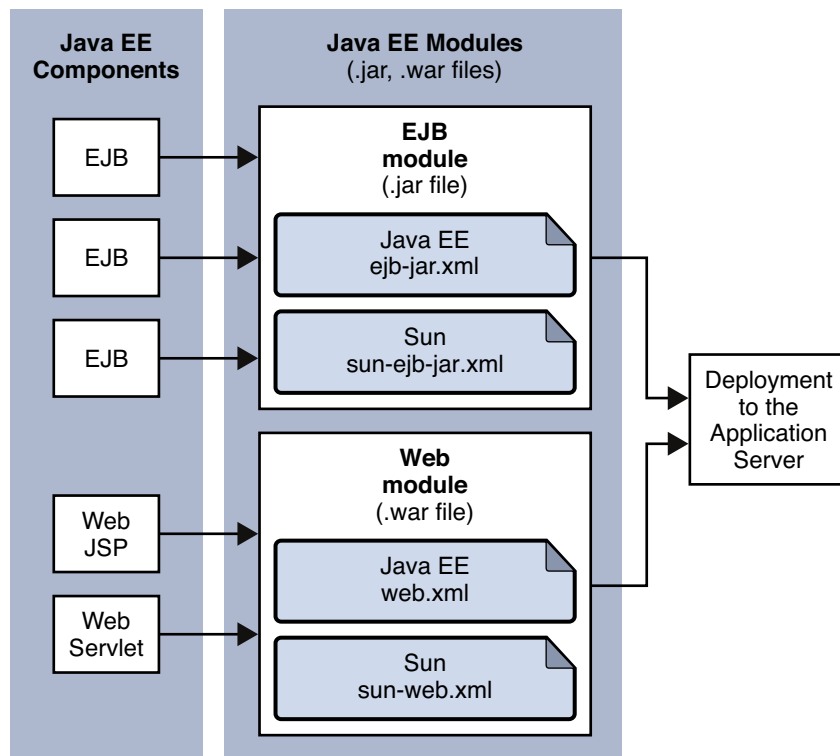 Java EE
Components
EJB
EJB
EJB
Web
JSP
Web
Servlet
Java EE Modules
(.jar, .war files)
EJB
module
(.jar file)
Java EE
ejb-jar.xml
Sun
sun-ejb-jar.xml
Web
module
(.war file)
Java EE
web.xml
Sun
sun-web.xml
Deployment
to the
Application
Server